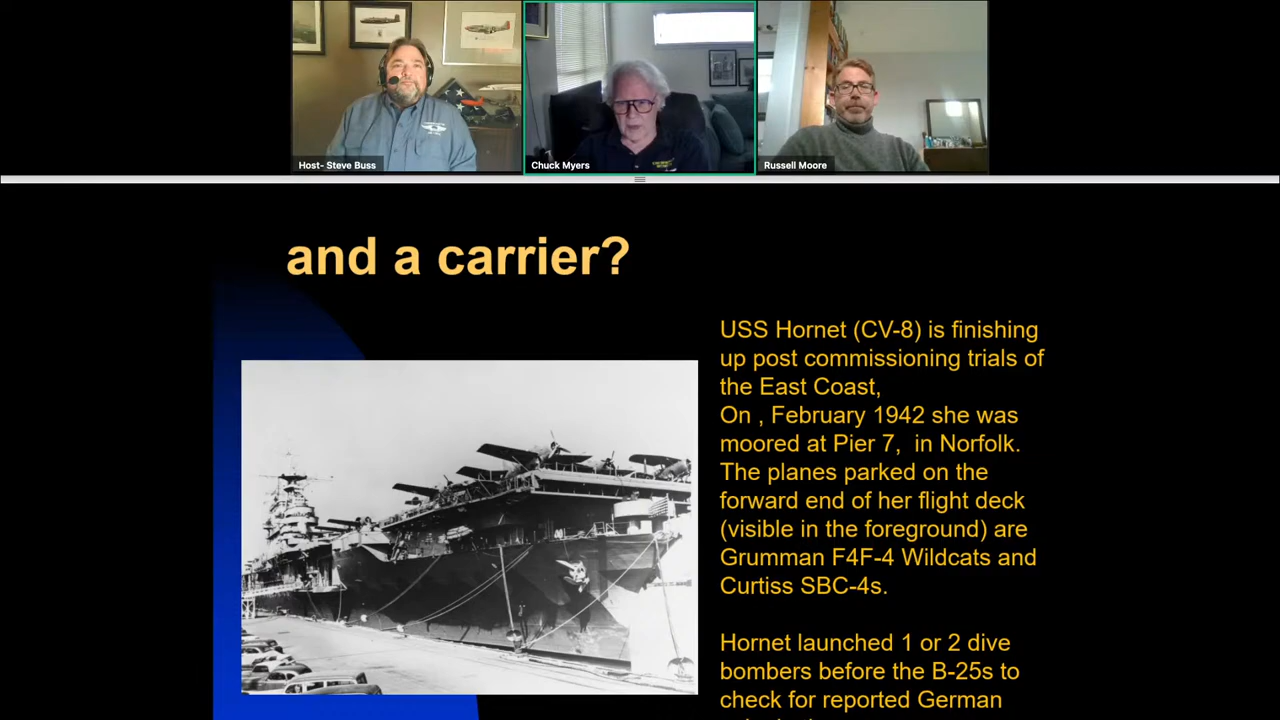 Host- Steve Buss
Chuck Myers
Russell Moore
and a carrier?
USS Hornet (CV-8) is finishing
up post commissioning trials of
the East Coast,
On , February 1942 she was
moored at Pier 7,  in Norfolk.
The planes parked on the
forward end of her flight deck
(visible in the foreground) are
Grumman F4F-4 Wildcats and
Curtiss SBC-4s.
Hornet launched 1 or 2 dive
bombers before the B-25s to
check for reported German